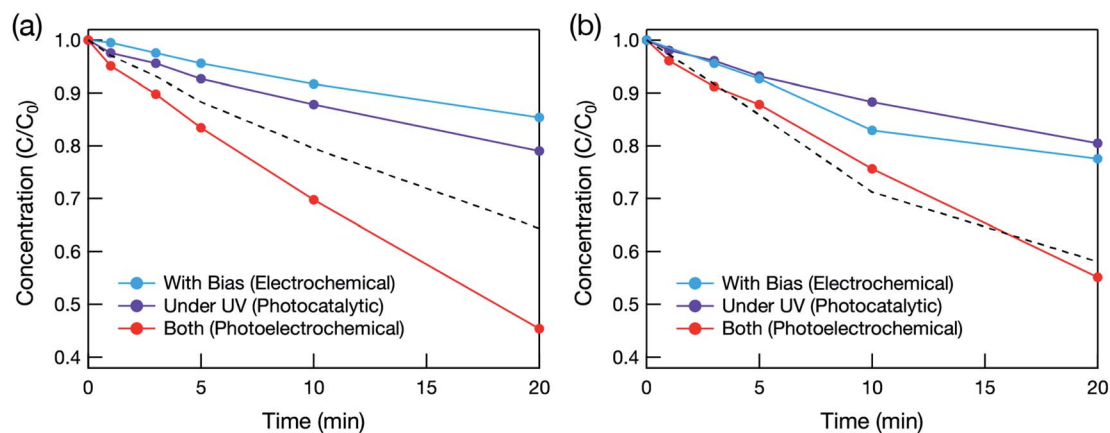 (a)
Concentration (C/C₀)
1.0
0.9
0.8
0.7
0.6
0.5
0.4
With Bias (Electrochemical)
Under UV (Photocatalytic)
Both (Photoelectrochemical)
0 5 10 15 20
Time (min)
(b)
Concentration (C/C₀)
1.0
0.9
0.8
0.7
0.6
0.5
0.4
With Bias (Electrochemical)
Under UV (Photocatalytic)
Both (Photoelectrochemical)
0 5 10 15 20
Time (min)